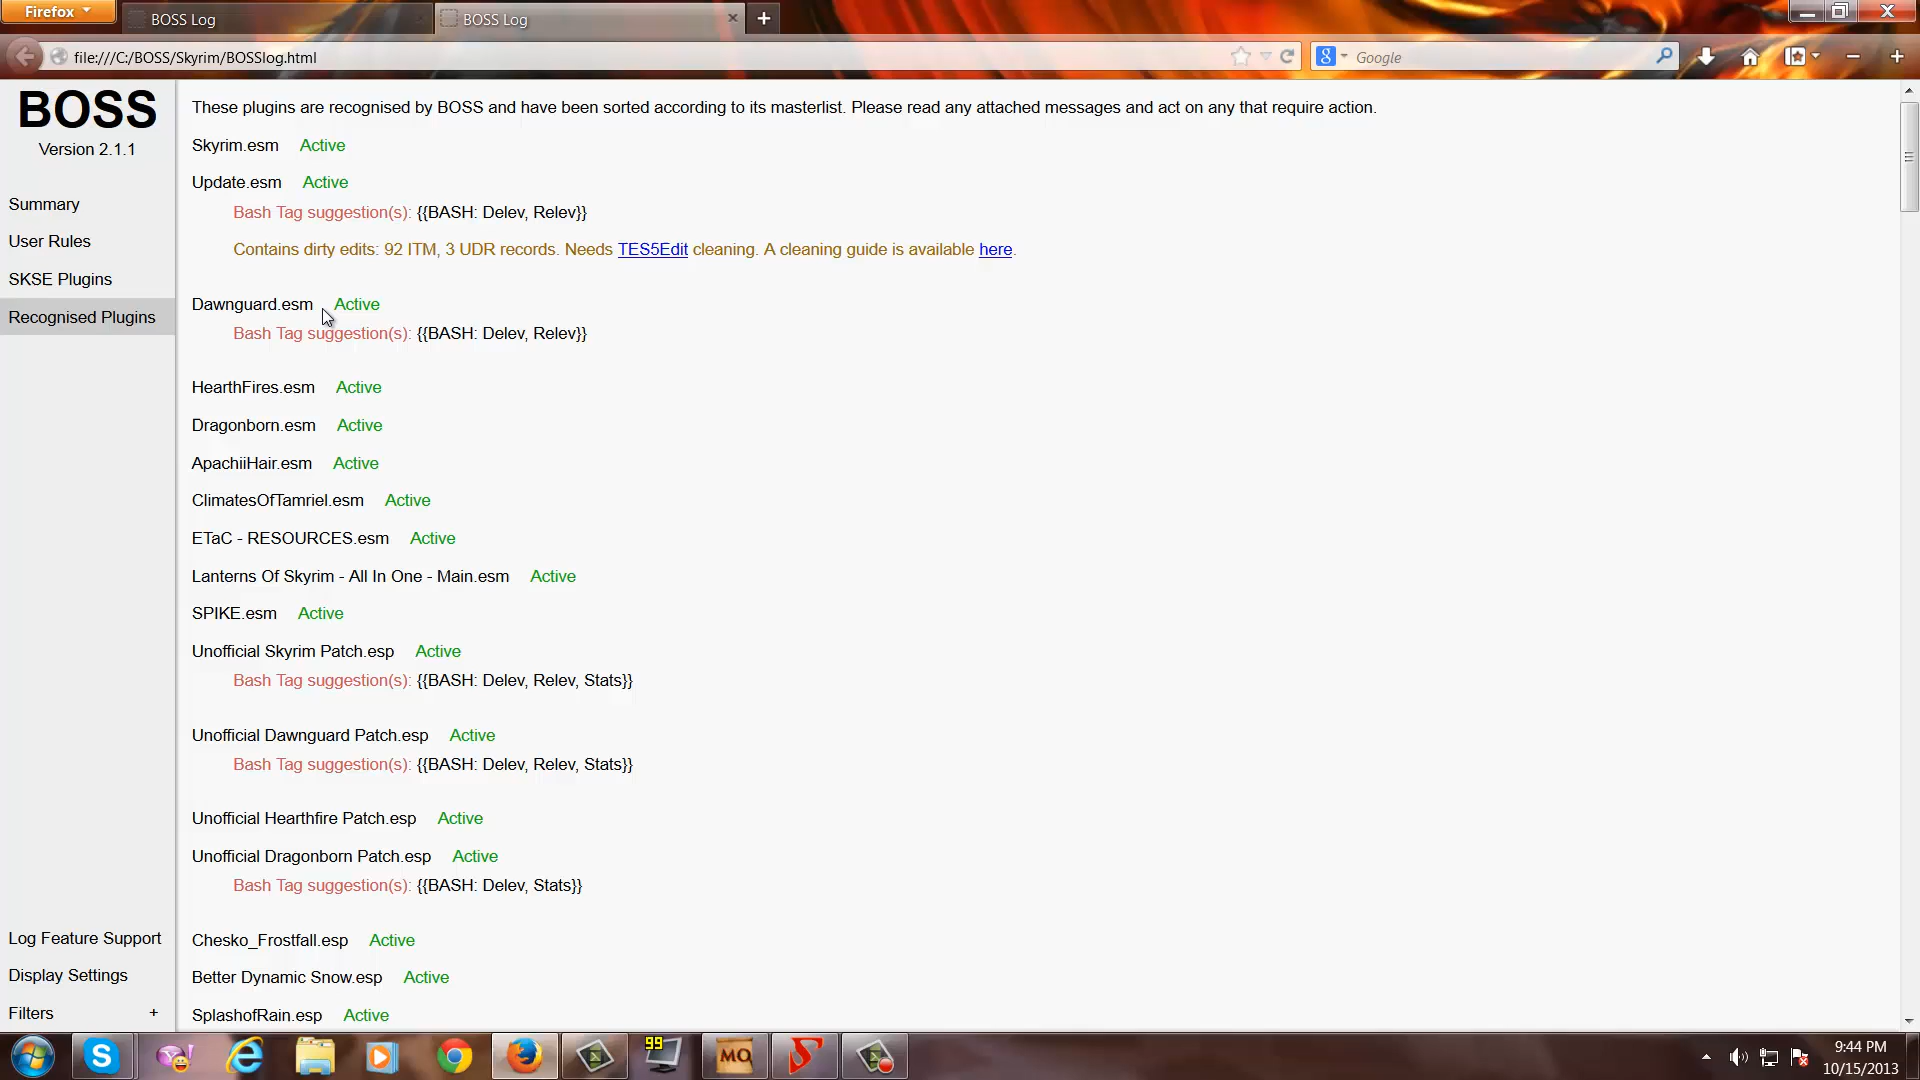 Firefox
BOSS Log
BOSS Log
file:///C:/BOSS/Skyrim/BOSSlog.html
Google
BOSS
Version 2.1.1
Summary
User Rules
SKSE Plugins
Recognised Plugins
Log Feature Support
Display Settings
Filters +
These plugins are recognised by BOSS and have been sorted according to its masterlist. Please read any attached messages and act on any that require action.
Skyrim.esm Active
Update.esm Active
Bash Tag suggestion(s): {{BASH: Delev, Relev}}
Contains dirty edits: 92 ITM, 3 UDR records. Needs TES5Edit cleaning. A cleaning guide is available here.
Dawnguard.esm Active
Bash Tag suggestion(s): {{BASH: Delev, Relev}}
HearthFires.esm Active
Dragonborn.esm Active
ApachiiHair.esm Active
ClimatesOfTamriel.esm Active
ETaC - RESOURCES.esm Active
Lanterns Of Skyrim - All In One - Main.esm Active
SPIKE.esm Active
Unofficial Skyrim Patch.esp Active
Bash Tag suggestion(s): {{BASH: Delev, Relev, Stats}}
Unofficial Dawnguard Patch.esp Active
Bash Tag suggestion(s): {{BASH: Delev, Relev, Stats}}
Unofficial Hearthfire Patch.esp Active
Unofficial Dragonborn Patch.esp Active
Bash Tag suggestion(s): {{BASH: Delev, Stats}}
Chesko_Frostfall.esp Active
Better Dynamic Snow.esp Active
SplashofRain.esp Active
99
MO
9:44 PM
10/15/2013